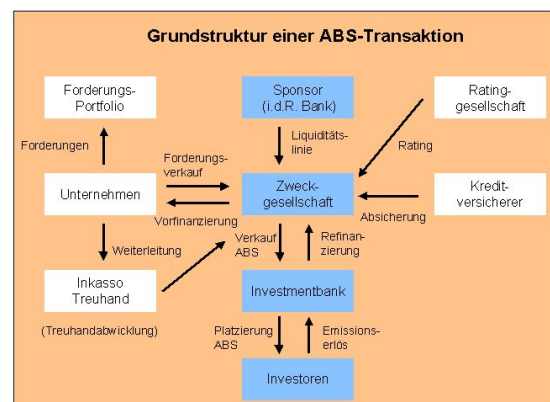 Grundstruktur einer ABS-Transaktion
Forderungs-
Portfolio
Sponsor
(i.d.R. Bank)
Rating-
gesellschaft
Forderungen
Liquiditäts-
linie
Rating
Forderungs-
verkauf
Unternehmen
Zweck-
gesellschaft
Kredit-
versicherer
Vorfinanzierung
Absicherung
Weiterleitung
Verkauf
ABS
Refinan-
zierung
Inkasso
Treuhand
Investmentbank
(Treuhandabwicklung)
Platzierung
ABS
Emissions-
erlös
Investoren